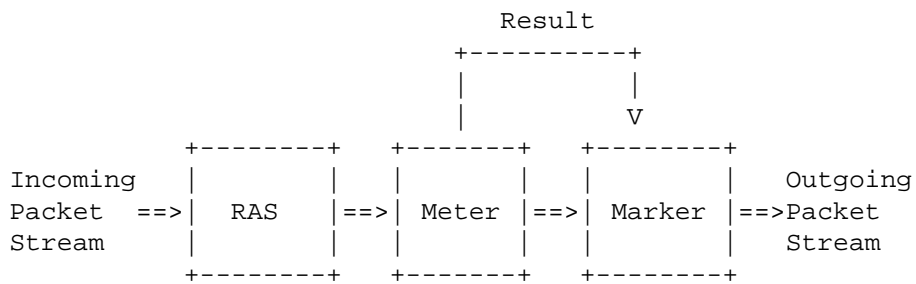 Result
                           +----------+
                           |          |
                           |          V
          +--------+   +-------+   +--------+
Incoming  |        |   |       |   |        |   Outgoing
Packet ==>|  RAS   |==>| Meter |==>| Marker |==>Packet
Stream    |        |   |       |   |        |   Stream
          +--------+   +-------+   +--------+